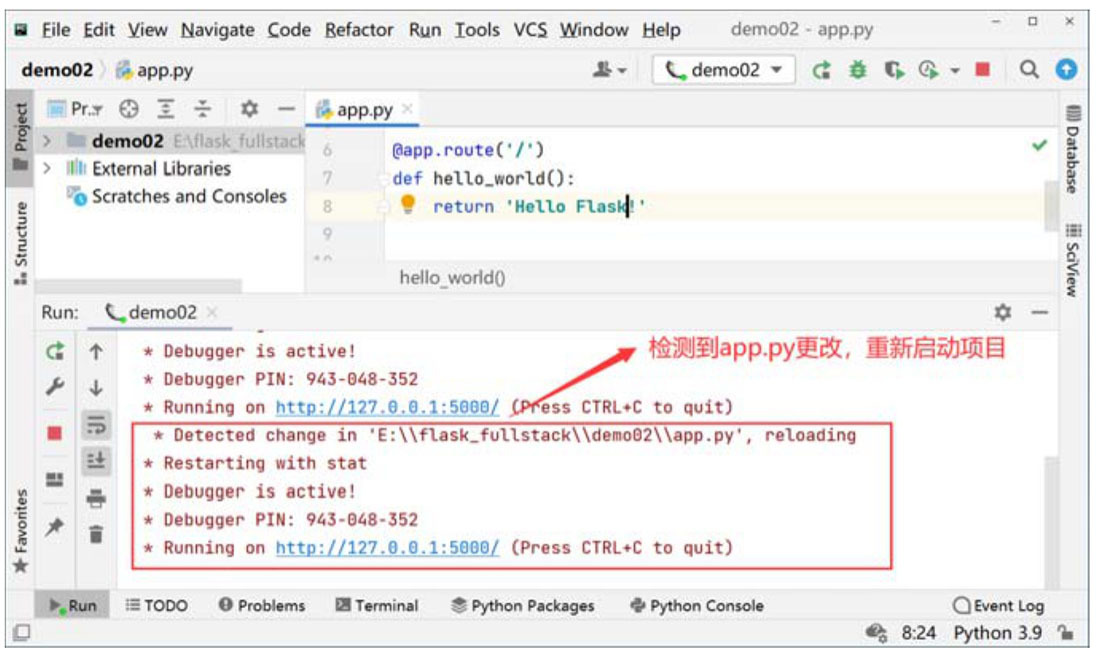 File Edit View Navigate Code Refactor Run Tools VCS Window Help demo02 - app.py
demo02 app.py demo02
Project
Pr..
app.py
demo02 E:\flask_fullstack
External Libraries
Scratches and Consoles
Structure
Favorites
6 @app.route('/')
7 def hello_world():
8 return 'Hello Flask!'
9
hello_world()
Database
SciView
Run: demo02
* Debugger is active!
* Debugger PIN: 943-048-352
* Running on http://127.0.0.1:5000/ (Press CTRL+C to quit)
* Detected change in 'E:\\flask_fullstack\\demo02\\app.py', reloading
* Restarting with stat
* Debugger is active!
* Debugger PIN: 943-048-352
* Running on http://127.0.0.1:5000/ (Press CTRL+C to quit)
检测到app.py更改，重新启动项目
Run TODO Problems Terminal Python Packages Python Console Event Log
8:24 Python 3.9